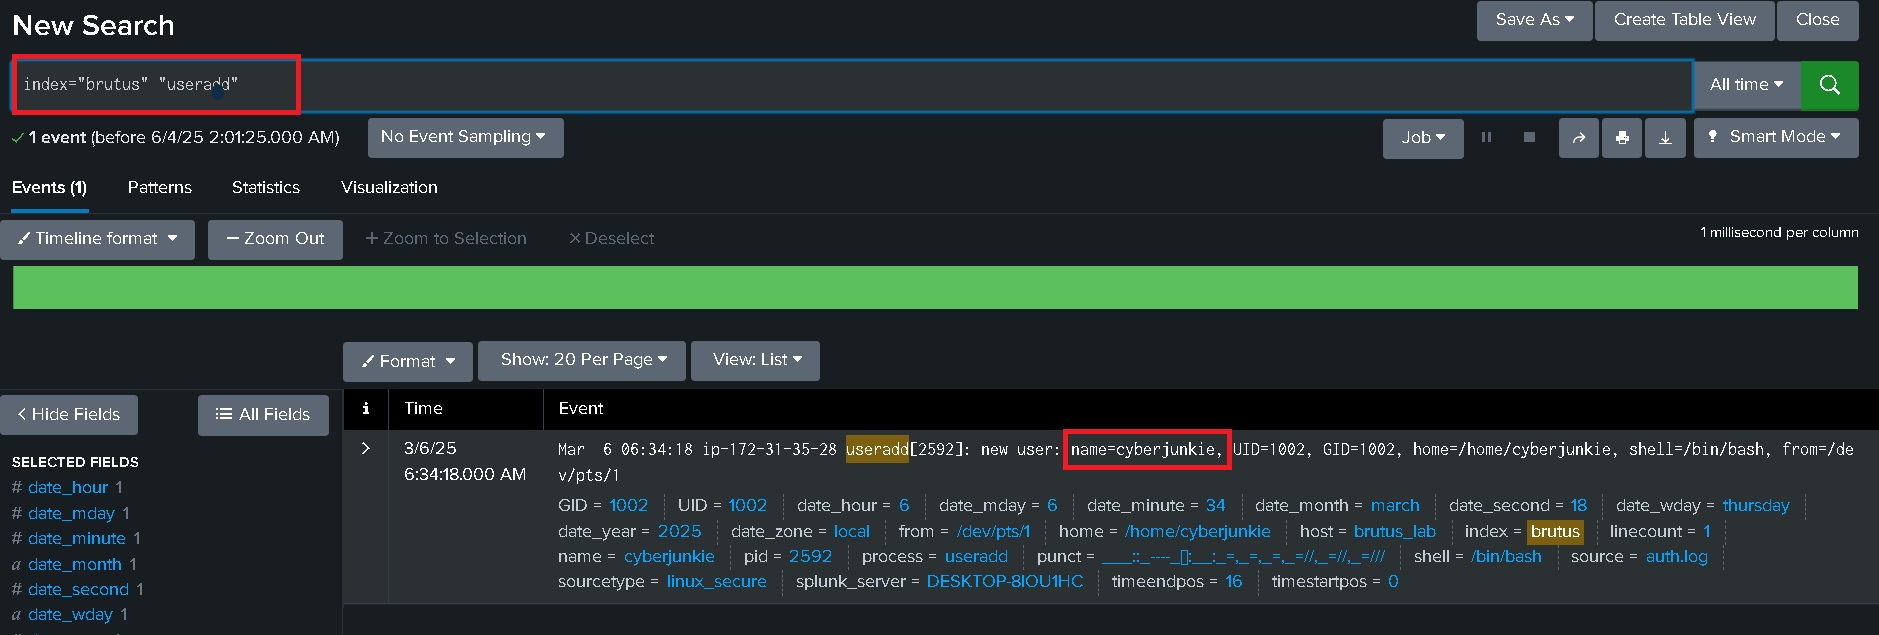 New Search
Save As
Create Table View
Close
index="brutus" "useradd"
All time
1 event (before 6/4/25 2:01:25.000 AM)
No Event Sampling
Job
Smart Mode
Events (1)
Patterns
Statistics
Visualization
Timeline format
— Zoom Out
+ Zoom to Selection
× Deselect
1 millisecond per column
Format
Show: 20 Per Page
View: List
< Hide Fields
All Fields
i
Time
Event
SELECTED FIELDS
# date_hour 1
# date_mday 1
# date_minute 1
a date_month 1
# date_second 1
a date_wday 1
>
3/6/25
6:34:18.000 AM
Mar  6 06:34:18 ip-172-31-35-28 useradd[2592]: new user: name=cyberjunkie, UID=1002, GID=1002, home=/home/cyberjunkie, shell=/bin/bash, from=/de
v/pts/1
GID = 1002 UID = 1002 date_hour = 6 date_mday = 6 date_minute = 34 date_month = march date_second = 18 date_wday = thursday
date_year = 2025 date_zone = local from = /dev/pts/1 home = /home/cyberjunkie host = brutus_lab index = brutus linecount = 1
name = cyberjunkie pid = 2592 process = useradd punct = shell = /bin/bash source = auth.log
sourcetype = linux_secure splunk_server = DESKTOP-8IOU1HC timeendpos = 16 timestartpos = 0